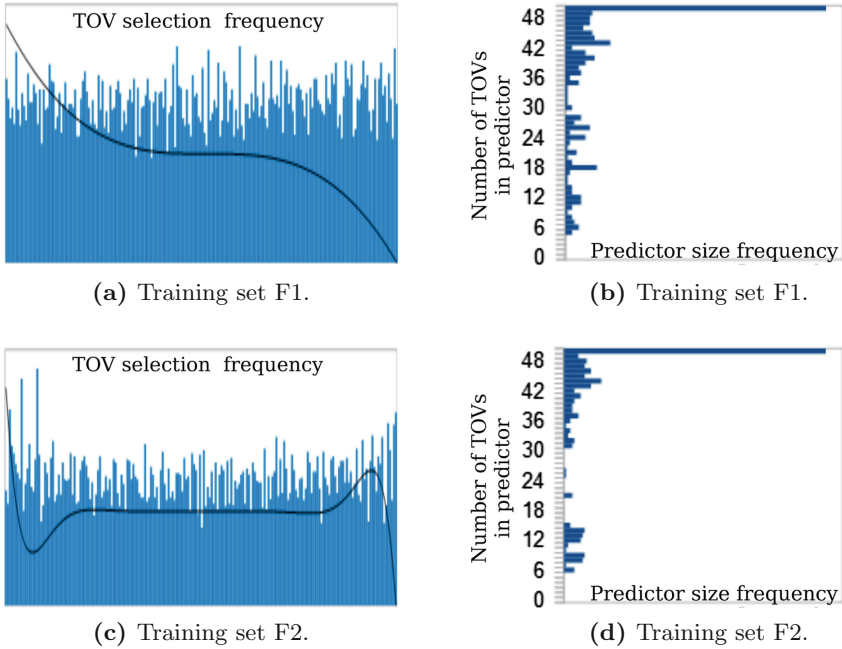 TOV selection frequency
(a) Training set F1.
48
42
36
30
24
18
12
6
0
Number of TOVs
in predictor
Predictor size frequency
(b) Training set F1.
TOV selection frequency
(c) Training set F2.
48
42
36
30
24
18
12
6
0
Number of TOVs
in predictor
Predictor size frequency
(d) Training set F2.